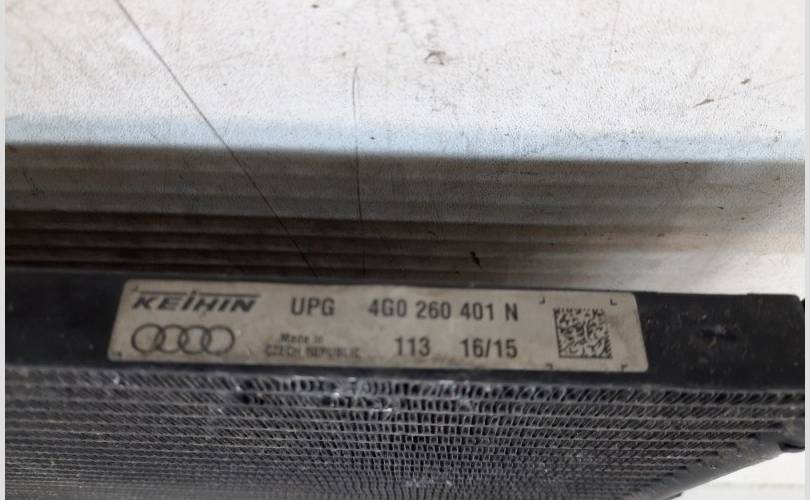 KEIHIN UPG 4G0 260 401 N
Made in
CZECH REPUBLIC 113 16/15